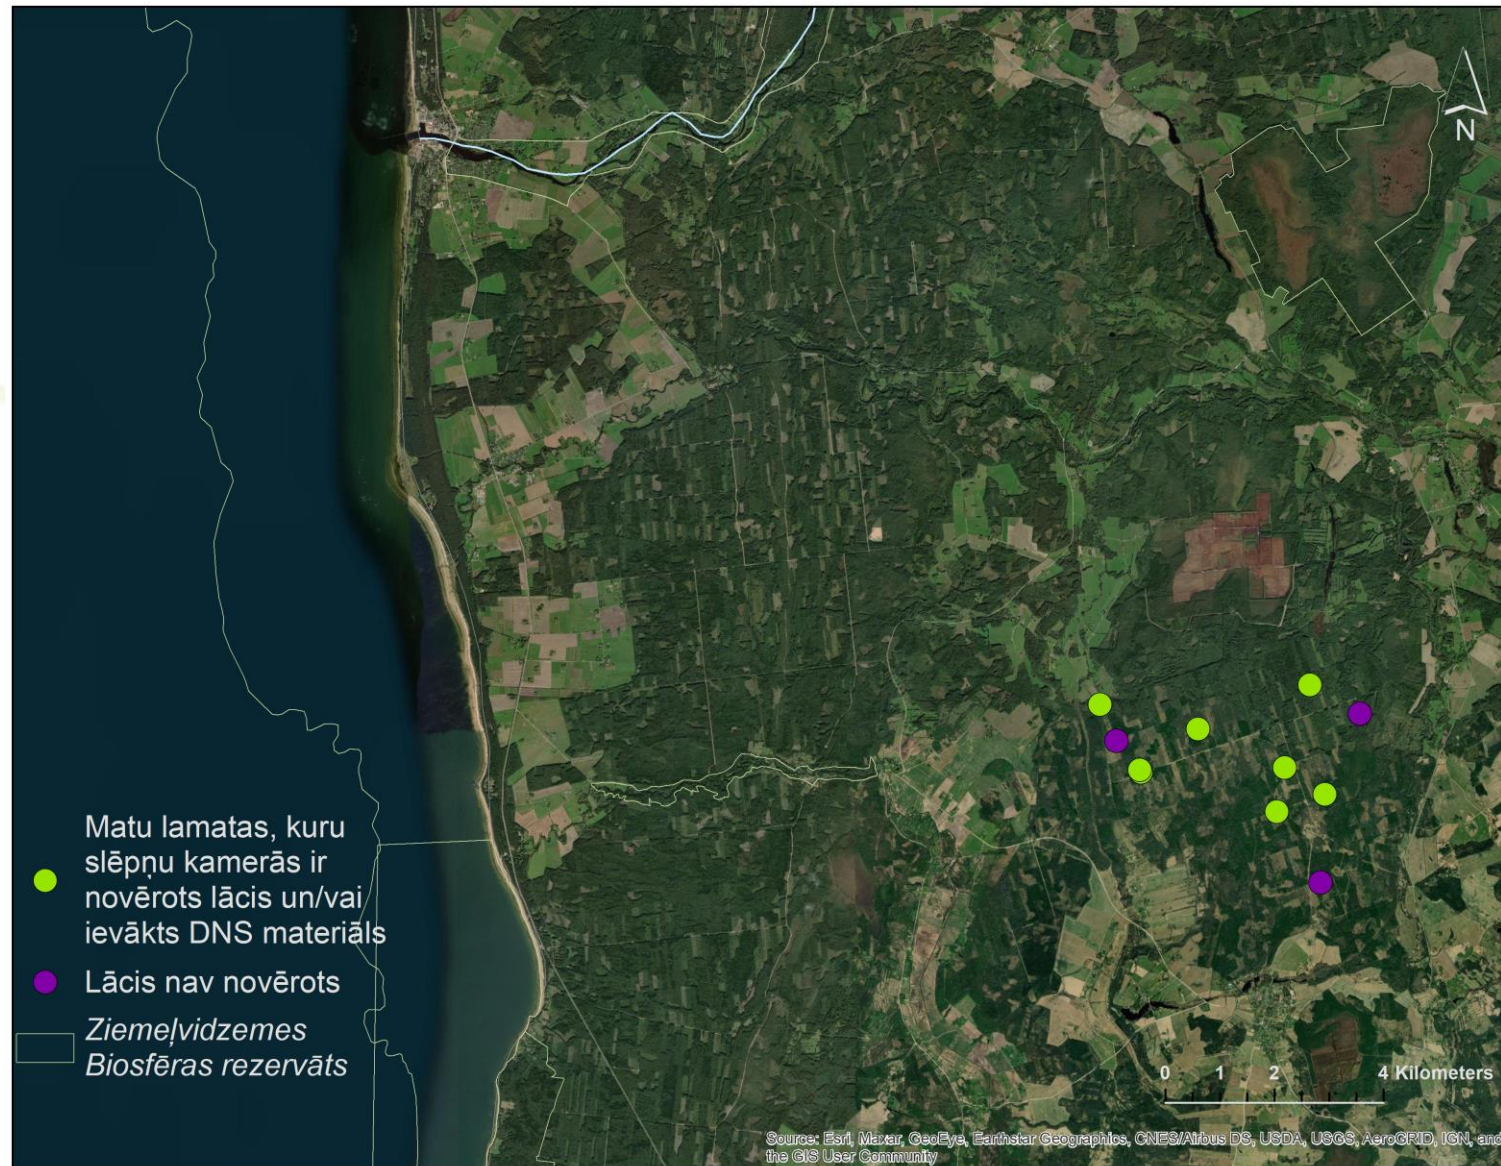 N
Matu lamatas, kuru
slēpņu kamerās ir
novērots lācis un/vai
ievākts DNS materiāls
Lācis nav novērots
Ziemeļvidzemes
Biosfēras rezervāts
0 1 2 4 Kilometers
Source: Esri, Maxar, GeoEye, Earthstar Geographics, CNES/Airbus DS, USDA, USGS, AeroGRID, IGN, and
the GIS User Community